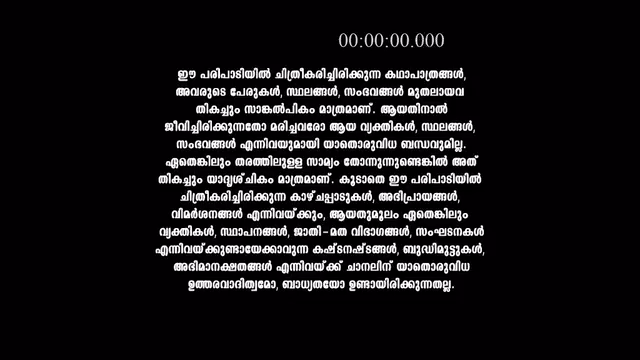 00:00:00.000
ഈ പരിപാടിയിൽ ചിത്രീകരിച്ചിരിക്കുന്ന കഥാപാത്രങ്ങൾ,
അവരുടെ പേരുകൾ, സ്ഥലങ്ങൾ, സംഭവങ്ങൾ മുതലായവ
തികച്ചും സാങ്കൽപികം മാത്രമാണ്. ആയതിനാൽ
ജീവിച്ചിരിക്കുന്നതോ മരിച്ചവരോ ആയ വ്യക്തികൾ, സ്ഥലങ്ങൾ,
സംഭവങ്ങൾ എന്നിവയുമായി യാതൊരുവിധ ബന്ധവുമില്ല.
ഏതെങ്കിലും തരത്തിലുളള സാമ്യം തോന്നുന്നുണ്ടെങ്കിൽ അത്
തികച്ചും യാദൃശ്ചികം മാത്രമാണ്. കൂടാതെ ഈ പരിപാടിയിൽ
ചിത്രീകരിച്ചിരിക്കുന്ന കാഴ്ചപ്പാടുകൾ, അഭിപ്രായങ്ങൾ,
വിമർശനങ്ങൾ എന്നിവയ്ക്കും, ആയതുമൂലം ഏതെങ്കിലും
വ്യക്തികൾ, സ്ഥാപനങ്ങൾ, ജാതി-മത വിഭാഗങ്ങൾ, സംഘടനകൾ
എന്നിവയ്ക്കുണ്ടായേക്കാവുന്ന കഷ്ടനഷ്ടങ്ങൾ, ബുദ്ധിമുട്ടുകൾ,
അഭിമാനക്ഷതങ്ങൾ എന്നിവയ്ക്ക് ചാനലിന് യാതൊരുവിധ
ഉത്തരവാദിത്വമോ, ബാധ്യതയോ ഉണ്ടായിരിക്കുന്നതല്ല.